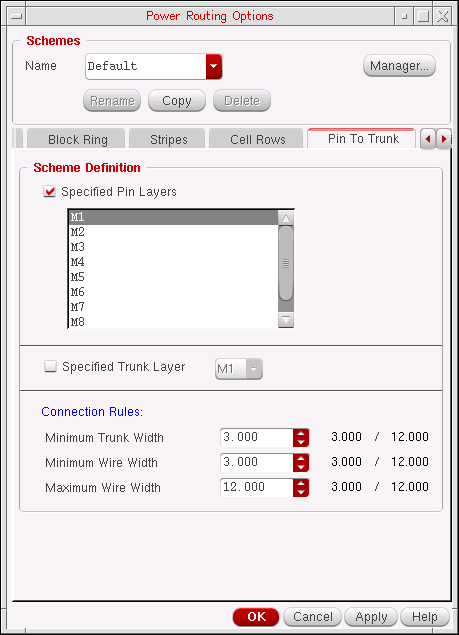 Power Routing Options
Schemes
Name Default Manager...
Rename Copy Delete
Block Ring Stripes Cell Rows Pin To Trunk
Scheme Definition
Specified Pin Layers
M1
M2
M3
M4
M5
M6
M7
M8
Specified Trunk Layer M1
Connection Rules:
Minimum Trunk Width 3.000 3.000 / 12.000
Minimum Wire Width 3.000 3.000 / 12.000
Maximum Wire Width 12.000 3.000 / 12.000
OK Cancel Apply Help